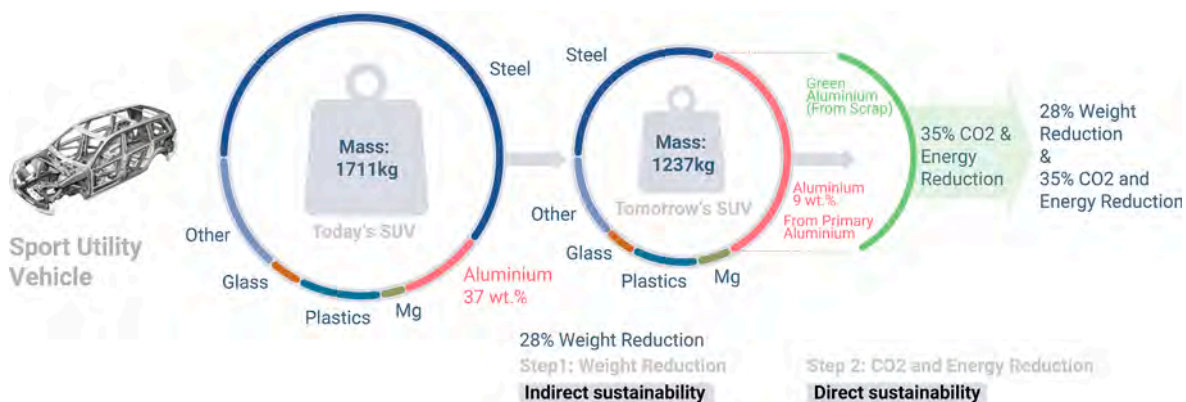 Sport Utility
Vehicle
Steel
Mass:
1711kg
Today's SUV
Other
Glass
Plastics
Mg
Aluminium
37 wt.%
Steel
Mass:
1237kg
Tomorrow's SUV
Other
Glass
Plastics
Mg
Aluminium
9 wt.%
From Primary
Aluminium
Green
Aluminium
(From Scrap)
35% CO2 &
Energy
Reduction
28% Weight
Reduction
&
35% CO2 and
Energy Reduction
28% Weight Reduction
Step1: Weight Reduction
Indirect sustainability
Step 2: CO2 and Energy Reduction
Direct sustainability